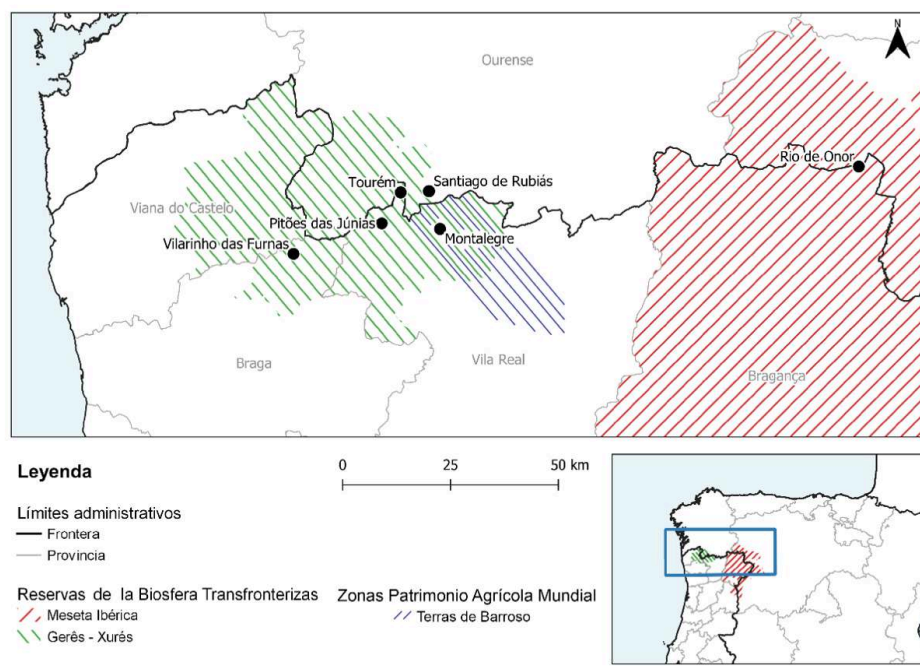 N
Ourense
Rio de Onor
Tourém
Santiago de Rubiás
Viana do Castelo
Pitões das Júnias
Montalegre
Vilarinho das Furnas
Braga
Vila Real
Bragança
Leyenda
0 25 50 km
Límites administrativos
Frontera
Provincia
Reservas de la Biosfera Transfronterizas
Meseta Ibérica
Gerês - Xurés
Zonas Patrimonio Agrícola Mundial
Terras de Barroso